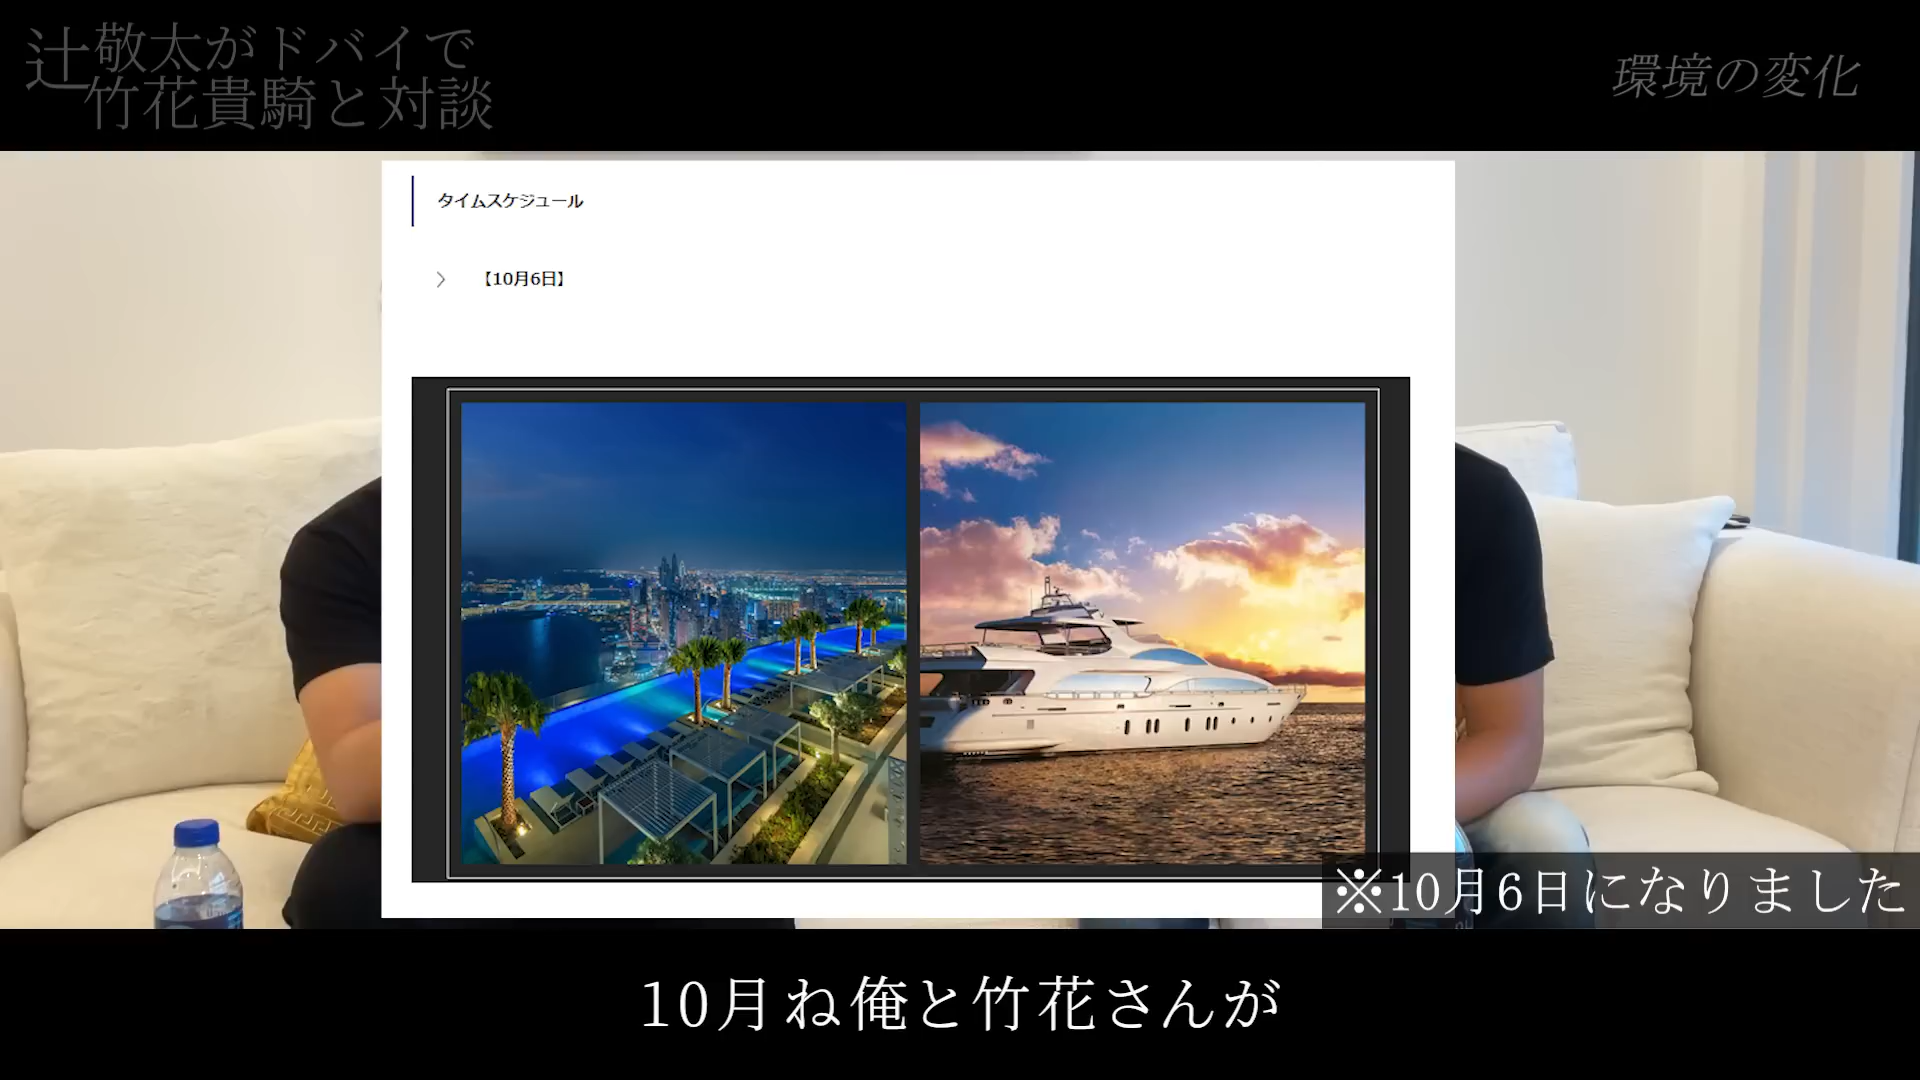 辻敬太がドバイで
竹花貴騎と対談
環境の変化
タイムスケジュール
【10月6日】
※10月6日になりました
10月ね俺と竹花さんが